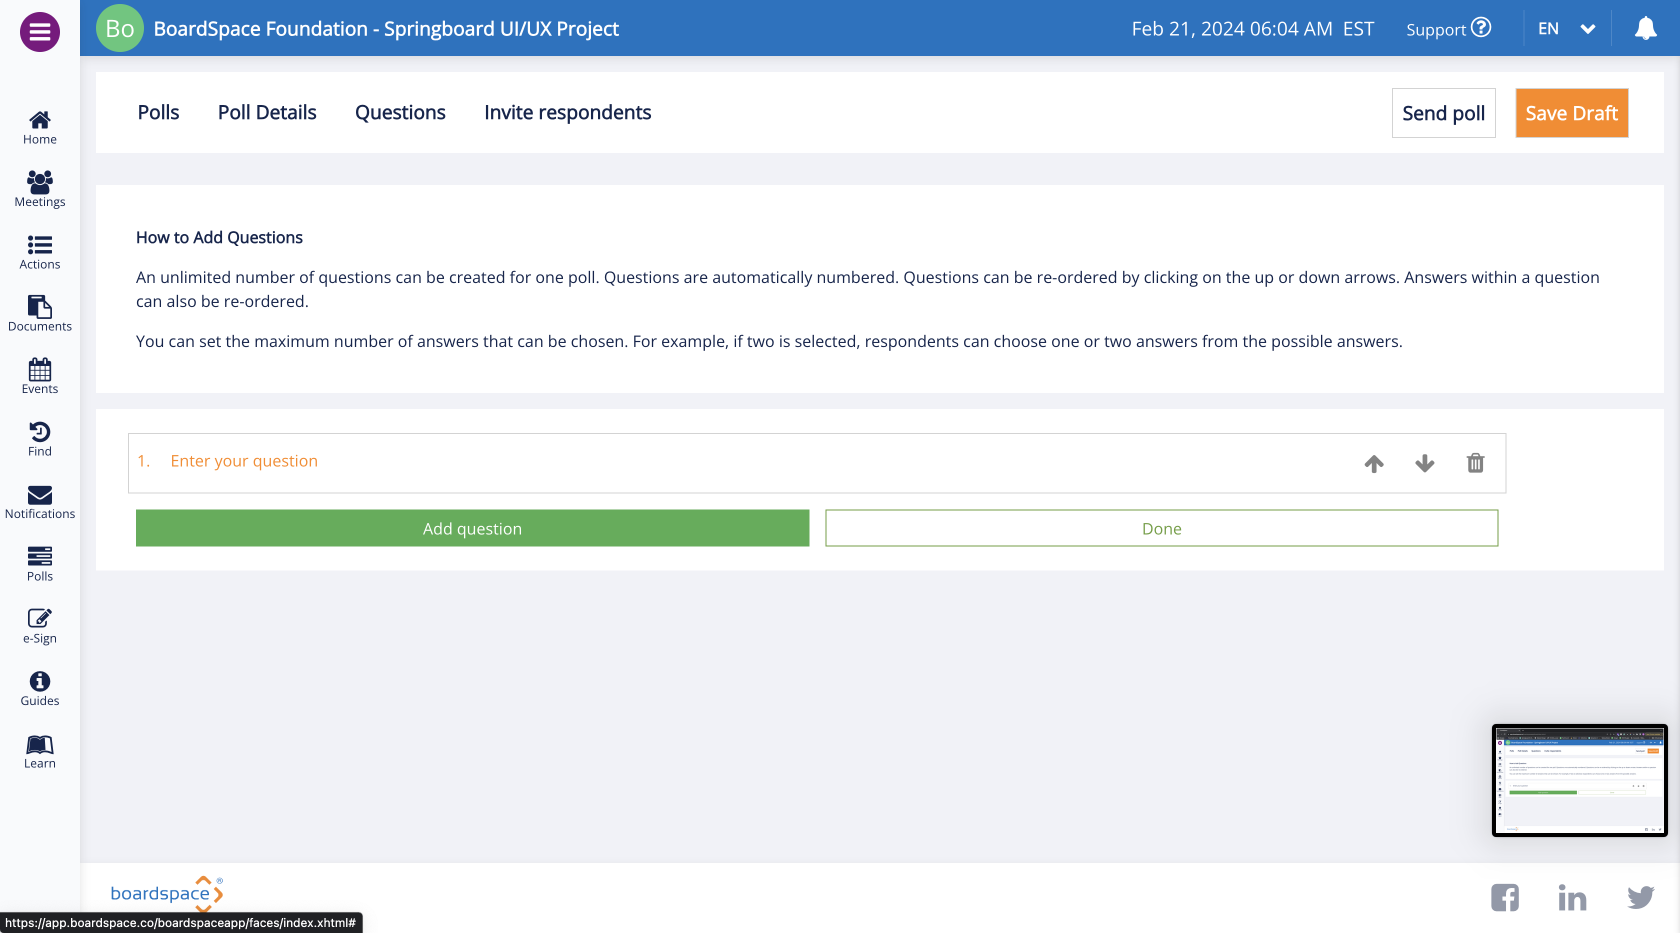 Bo BoardSpace Foundation - Springboard UI/UX Project Feb 21, 2024 06:04 AM EST Support EN
Home
Meetings
Actions
Documents
Events
Find
Notifications
Polls
e-Sign
Guides
Learn
Polls Poll Details Questions Invite respondents Send poll Save Draft
How to Add Questions
An unlimited number of questions can be created for one poll. Questions are automatically numbered. Questions can be re-ordered by clicking on the up or down arrows. Answers within a question
can also be re-ordered.
You can set the maximum number of answers that can be chosen. For example, if two is selected, respondents can choose one or two answers from the possible answers.
1. Enter your question
Add question Done
boardspace ®
https://app.boardspace.co/boardspaceapp/faces/index.xhtml#